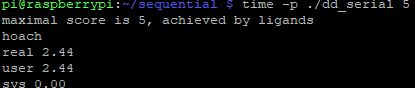 pi@raspberrypi:~/sequential $ time -p ./dd_serial 5
maximal score is 5, achieved by ligands
hoach
real 2.44
user 2.44
sys 0.00